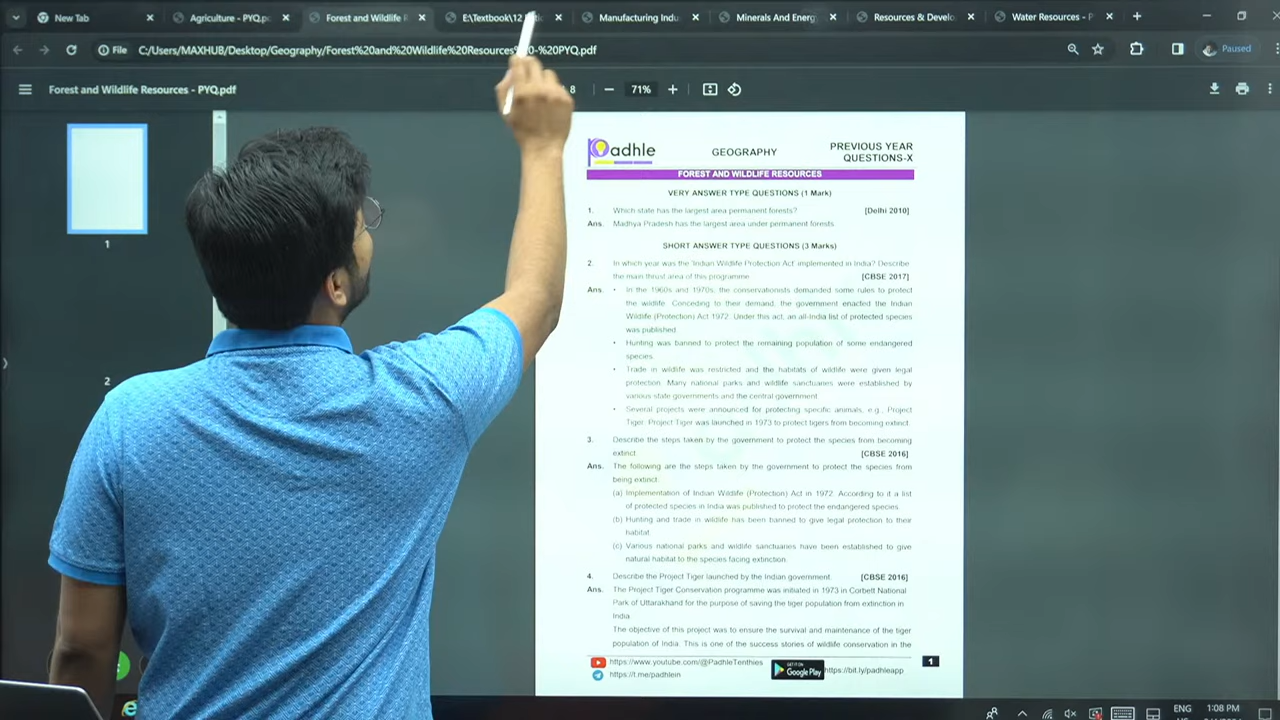 New Tab
Agriculture - PYQ.p
Forest and Wildlife R
E:\Textbook\12
Manufacturing Indu
Minerals And Energ
Resources & Develo
Water Resources - P
File
C:/Users/MAXHUB/Desktop/Geography/Forest%20and%20Wildlife%20Resources%20-%20PYQ.pdf
Paused
Forest and Wildlife Resources - PYQ.pdf
8
71%
1
2
Padhle
GEOGRAPHY
PREVIOUS YEAR
QUESTIONS-X
FOREST AND WILDLIFE RESOURCES
VERY ANSWER TYPE QUESTIONS (1 Mark)
1. Which state has the largest area permanent forests? [Delhi 2010]
Ans. Madhya Pradesh has the largest area under permanent forests.
SHORT ANSWER TYPE QUESTIONS (3 Marks)
2. In which year was the 'Indian Wildlife Protection Act' implemented in India? Describe
the main thrust area of this programme. [CBSE 2017]
Ans. • In the 1960s and 1970s, the conservationists demanded some rules to protect
the wildlife. Conceding to their demand, the government enacted the Indian
Wildlife (Protection) Act 1972. Under this act, an all-India list of protected species
was published.
• Hunting was banned to protect the remaining population of some endangered
species.
• Trade in wildlife was restricted and the habitats of wildlife were given legal
protection. Many national parks and wildlife sanctuaries were established by
various state governments and the central government.
• Several projects were announced for protecting specific animals, e.g., Project
Tiger. Project Tiger was launched in 1973 to protect tigers from becoming extinct.
3. Describe the steps taken by the government to protect the species from becoming
extinct. [CBSE 2016]
Ans. The following are the steps taken by the government to protect the species from
being extinct:
(a) Implementation of Indian Wildlife (Protection) Act in 1972. According to it a list
of protected species in India was published to protect the endangered species.
(b) Hunting and trade in wildlife has been banned to give legal protection to their
habitat.
(c) Various national parks and wildlife sanctuaries have been established to give
natural habitat to the species facing extinction.
4. Describe the Project Tiger launched by the Indian government. [CBSE 2016]
Ans. The Project Tiger Conservation programme was initiated in 1973 in Corbett National
Park of Uttarakhand for the purpose of saving the tiger population from extinction in
India.
The objective of this project was to ensure the survival and maintenance of the tiger
population of India. This is one of the success stories of wildlife conservation in the
https://www.youtube.com/@PadhleTenthies
https://t.me/padhlein
GET IT ON
Google Play
https://bit.ly/padhleapp
1
ENG
1:08 PM